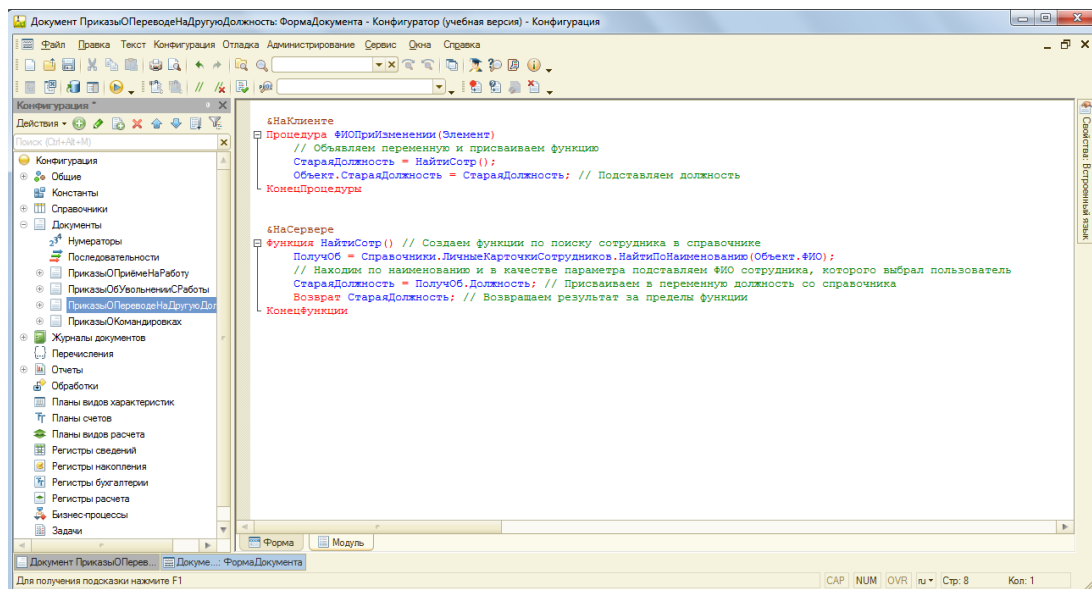 Документ ПриказыОПереводеНаДругуюДолжность: ФормаДокумента - Конфигуратор (учебная версия) - Конфигурация
Файл Правка Текст Конфигурация Отладка Администрирование Сервис Окна Справка
Конфигурация *
Действия
Поиск (Ctrl+Alt+M)
Конфигурация
Общие
Константы
Справочники
Документы
Нумераторы
Последовательности
ПриказыОПриёмеНаРаботу
ПриказыОбУвольненииСРаботы
ПриказыОПереводеНаДругуюДол
ПриказыОКомандировках
Журналы документов
Перечисления
Отчеты
Обработки
Планы видов характеристик
Планы счетов
Планы видов расчета
Регистры сведений
Регистры накопления
Регистры бухгалтерии
Регистры расчета
Бизнес-процессы
Задачи
&НаКлиенте
Процедура ФИОПриИзменении(Элемент)
// Объявляем переменную и присваиваем функцию
СтараяДолжность = НайтиСотр();
Объект.СтараяДолжность = СтараяДолжность; // Подставляем должность
КонецПроцедуры
&НаСервере
Функция НайтиСотр() // Создаем функции по поиску сотрудника в справочнике
ПолучОб = Справочники.ЛичныеКарточкиСотрудников.НайтиПоНаименованию(Объект.ФИО);
// Находим по наименованию и в качестве параметра подставляем ФИО сотрудника, которого выбрал пользователь
СтараяДолжность = ПолучОб.Должность; // Присваиваем в переменную должность со справочника
Возврат СтараяДолжность; // Возвращаем результат за пределы функции
КонецФункции
Свойства: Встроенный язык
Форма Модуль
Документ ПриказыОПерев... Докуме...: ФормаДокумента
Для получения подсказки нажмите F1 CAP NUM OVR ru Стр: 8 Кол: 1